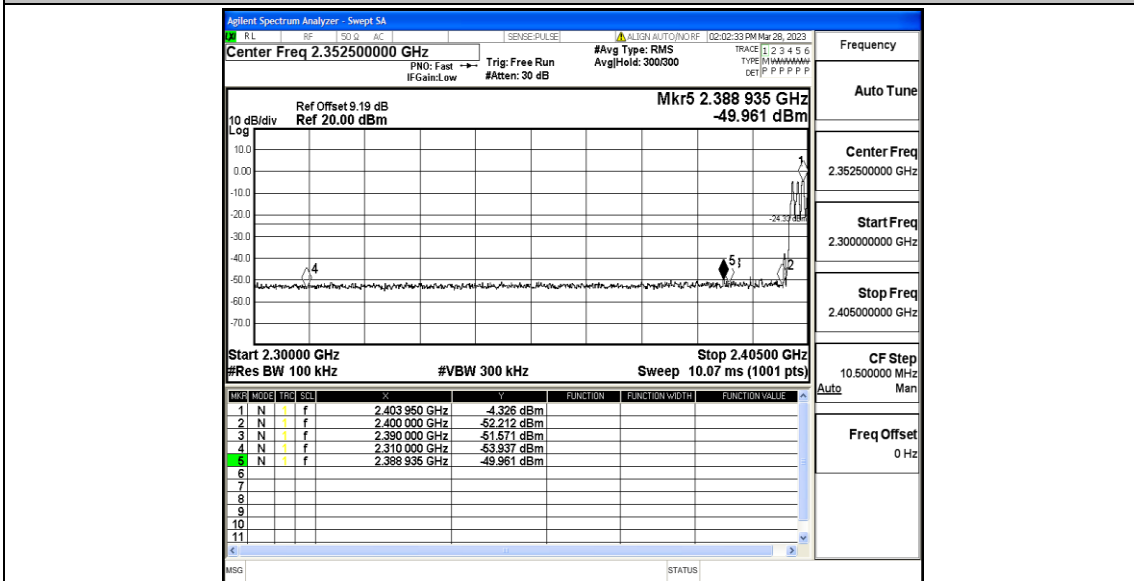 Agilent Spectrum Analyzer - Swept SA
RL RF 50 Ω AC SENSE:PULSE ALIGN AUTO/NO RF 02:02:33 PM Mar 28, 2023
Center Freq 2.352500000 GHz
PNO: Fast
IFGain:Low
Trig: Free Run
#Atten: 30 dB
#Avg Type: RMS
Avg|Hold: 300/300
TRACE 1 2 3 4 5 6
TYPE M
DET P P P P P P
Frequency
Auto Tune
Center Freq
2.352500000 GHz
Start Freq
2.300000000 GHz
Stop Freq
2.405000000 GHz
CF Step
10.500000 MHz
Auto Man
Freq Offset
0 Hz
Mkr5 2.388 935 GHz
-49.961 dBm
Ref Offset 9.19 dB
10 dB/div Ref 20.00 dBm
Log
10.0
0.00
-10.0
-20.0
-30.0
-40.0
-50.0
-60.0
-70.0
1
4
5
2
Start 2.30000 GHz Stop 2.40500 GHz
#Res BW 100 kHz #VBW 300 kHz Sweep 10.07 ms (1001 pts)
MKR MODE TRC SCL X Y FUNCTION FUNCTION WIDTH FUNCTION VALUE
1 N 1 f 2.403 950 GHz -4.326 dBm
2 N 1 f 2.400 000 GHz -52.212 dBm
3 N 1 f 2.390 000 GHz -51.571 dBm
4 N 1 f 2.310 000 GHz -53.937 dBm
5 N 1 f 2.388 935 GHz -49.961 dBm
6
7
8
9
10
11
MSG STATUS